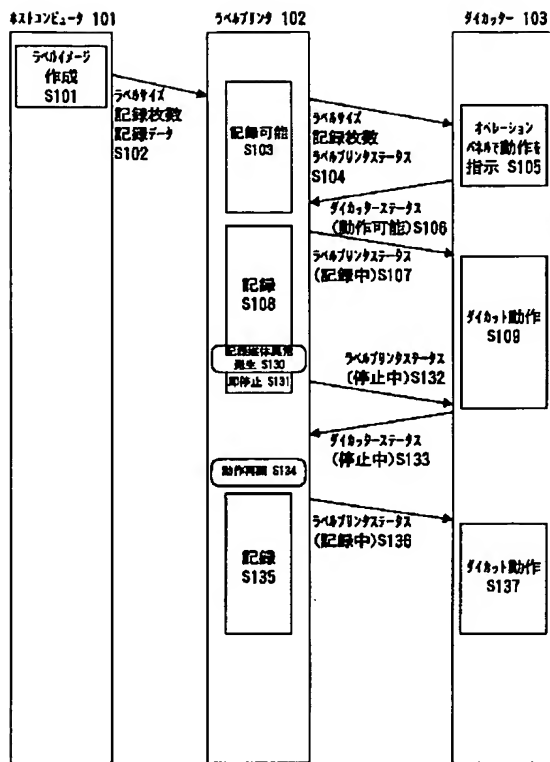 ホストコンピュータ 101
ラベルプリンタ 102
ダイカッター 103
ラベルイメージ
作成
S101
ラベルサイズ
記録枚数
記録データ
S102
記録可能
S103
ラベルサイズ
記録枚数
ラベルプリンタステータス
S104
オペレーション
パネルで動作を
指示 S105
ダイカッターステータス
(動作可能)S106
ラベルプリンタステータス
(記録中)S107
記録
S108
ダイカット動作
S109
記録媒体異常
発生 S130
即停止 S131
ラベルプリンタステータス
(停止中)S132
ダイカッターステータス
(停止中)S133
動作再開 S134
ラベルプリンタステータス
(記録中)S136
記録
S135
ダイカット動作
S137